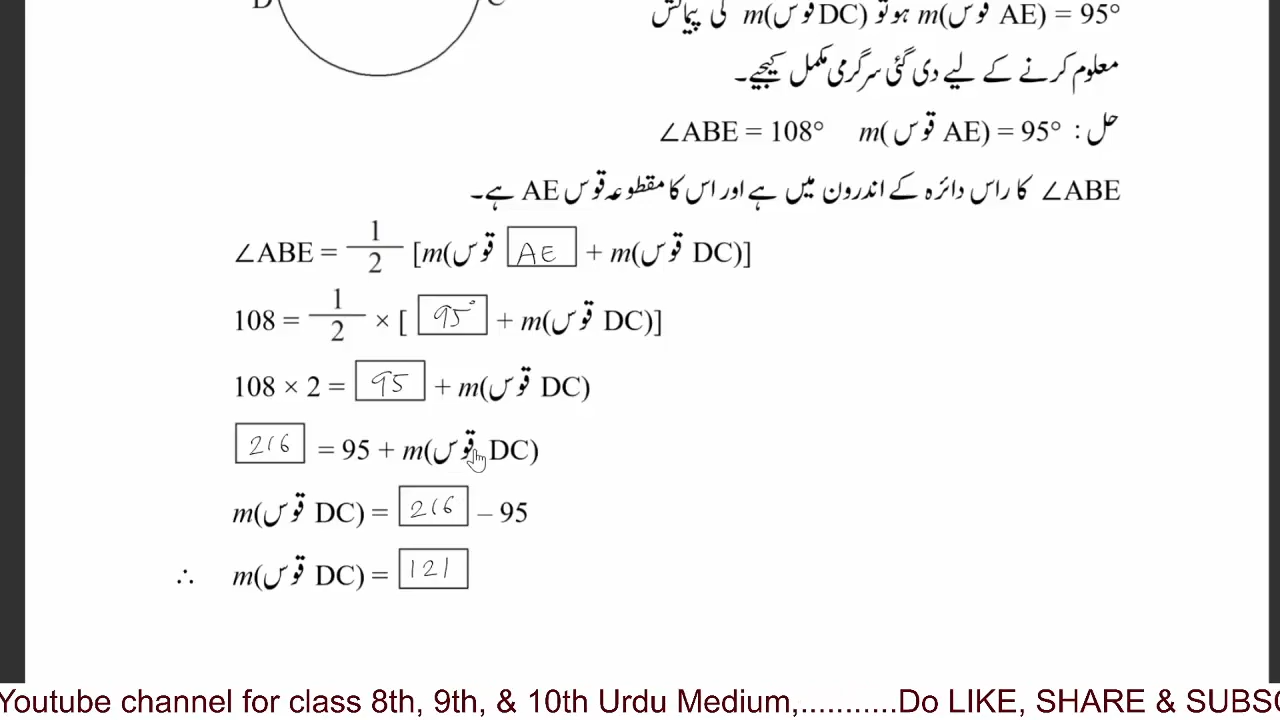 D C
m(قوس AE) = 95° ہوتو m(قوس DC) کی پیمائش
معلوم کرنے کے لیے دی گئی سرگرمی مکمل کیجیے۔
حل : ∠ABE = 108° m(قوس AE) = 95°
∠ABE کا راس دائرہ کے اندرون میں ہے اور اس کا مقطوعہ قوس AE ہے۔
∠ABE = 1/2 [m(قوس AE + m(قوس DC)]
108 = 1/2 × [ 95° + m(قوس DC)]
108 × 2 = 95 + m(قوس DC)
216 = 95 + m(قوس DC)
m(قوس DC) = 216 – 95
∴ m(قوس DC) = 121
Youtube channel for class 8th, 9th, & 10th Urdu Medium,...........Do LIKE, SHARE & SUBSC